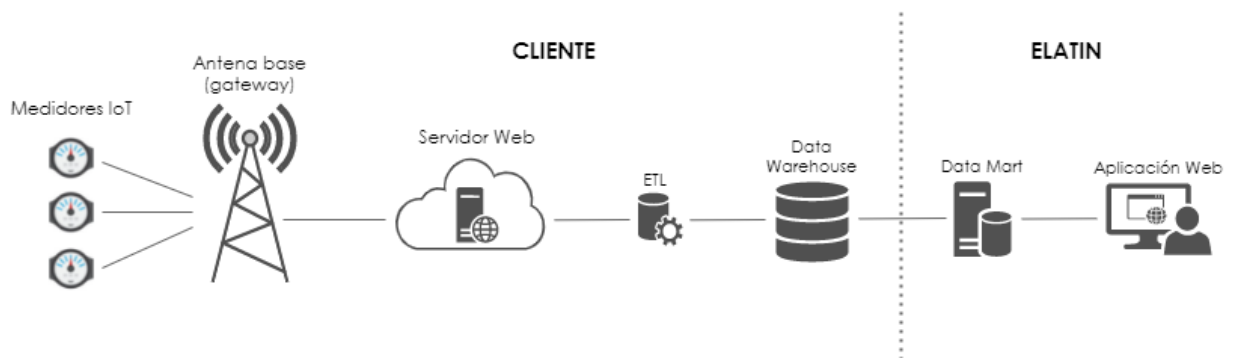 CLIENTE
ELATIN
Medidores IoT
Antena base
(gateway)
Servidor Web
ETL
Data
Warehouse
Data Mart
Aplicación Web